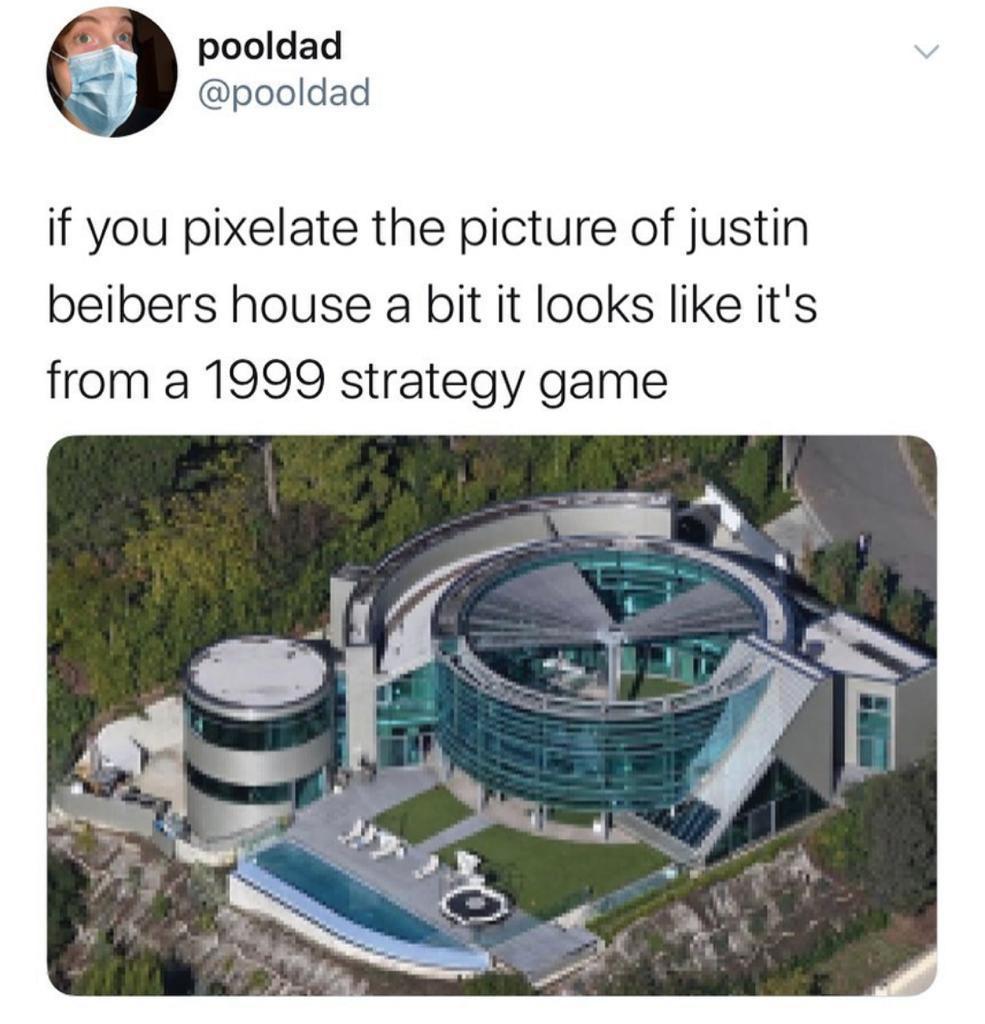 pooldad
@pooldad
if you pixelate the picture of justin
beibers house a bit it looks like it's
from a 1999 strategy game